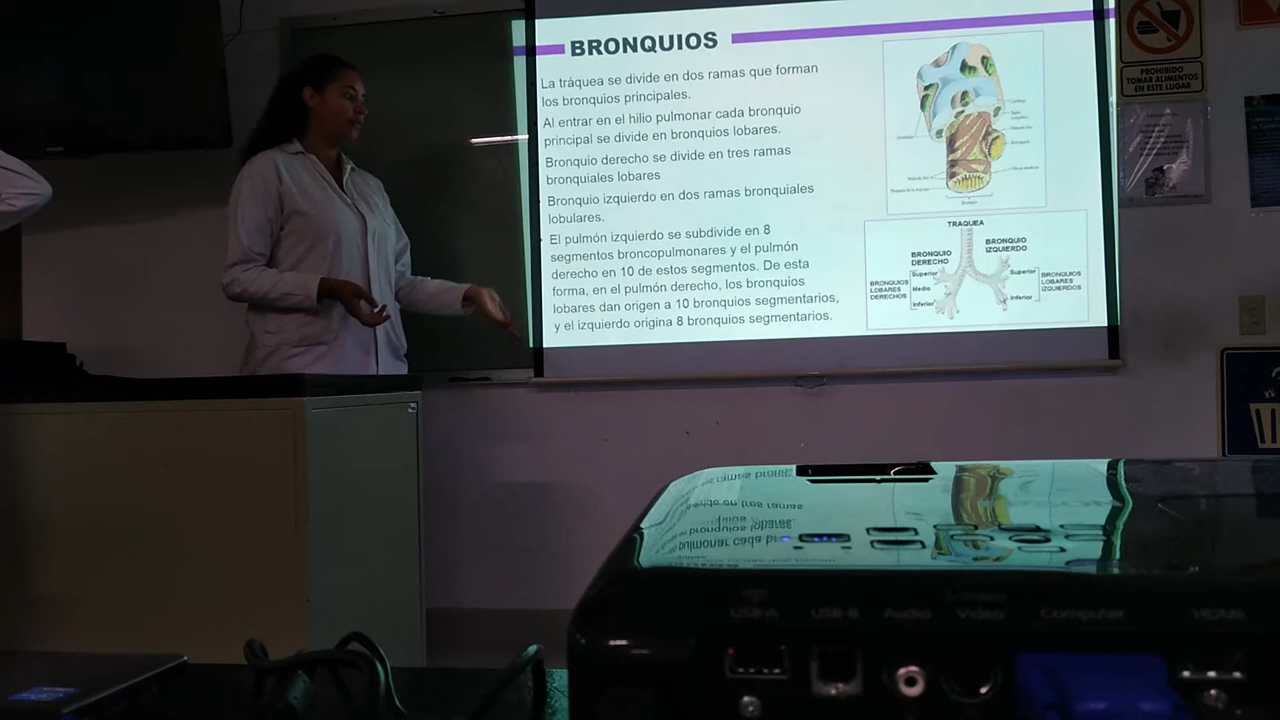 BRONQUIOS
La tráquea se divide en dos ramas que forman
los bronquios principales.
Al entrar en el hilio pulmonar cada bronquio
principal se divide en bronquios lobares.
Bronquio derecho se divide en tres ramas
bronquiales lobares
Bronquio izquierdo en dos ramas bronquiales
lobulares.
El pulmón izquierdo se subdivide en 8
segmentos broncopulmonares y el pulmón
derecho en 10 de estos segmentos. De esta
forma, en el pulmón derecho, los bronquios
lobares dan origen a 10 bronquios segmentarios,
y el izquierdo origina 8 bronquios segmentarios.
TRAQUEA
BRONQUIO
DERECHO
BRONQUIO
IZQUIERDO
BRONQUIOS
LOBARES
DERECHOS
Superior
Medio
Inferior
Superior
Inferior
BRONQUIOS
LOBARES
IZQUIERDOS
PROHIBIDO
TOMAR ALIMENTOS
EN ESTE LUGAR
USB-A
USB-B
Audio
Video
Computer
HDMI